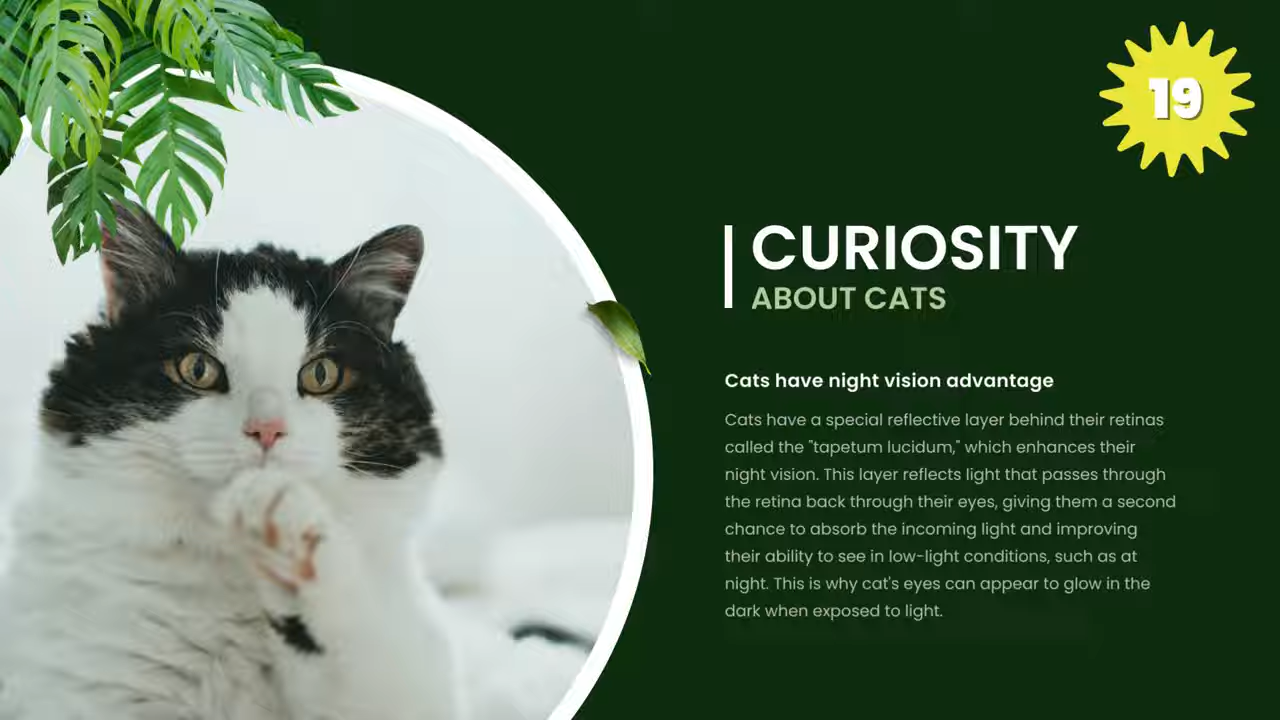 19
CURIOSITY
ABOUT CATS
Cats have night vision advantage
Cats have a special reflective layer behind their retinas
called the "tapetum lucidum," which enhances their
night vision. This layer reflects light that passes through
the retina back through their eyes, giving them a second
chance to absorb the incoming light and improving
their ability to see in low-light conditions, such as at
night. This is why cat's eyes can appear to glow in the
dark when exposed to light.